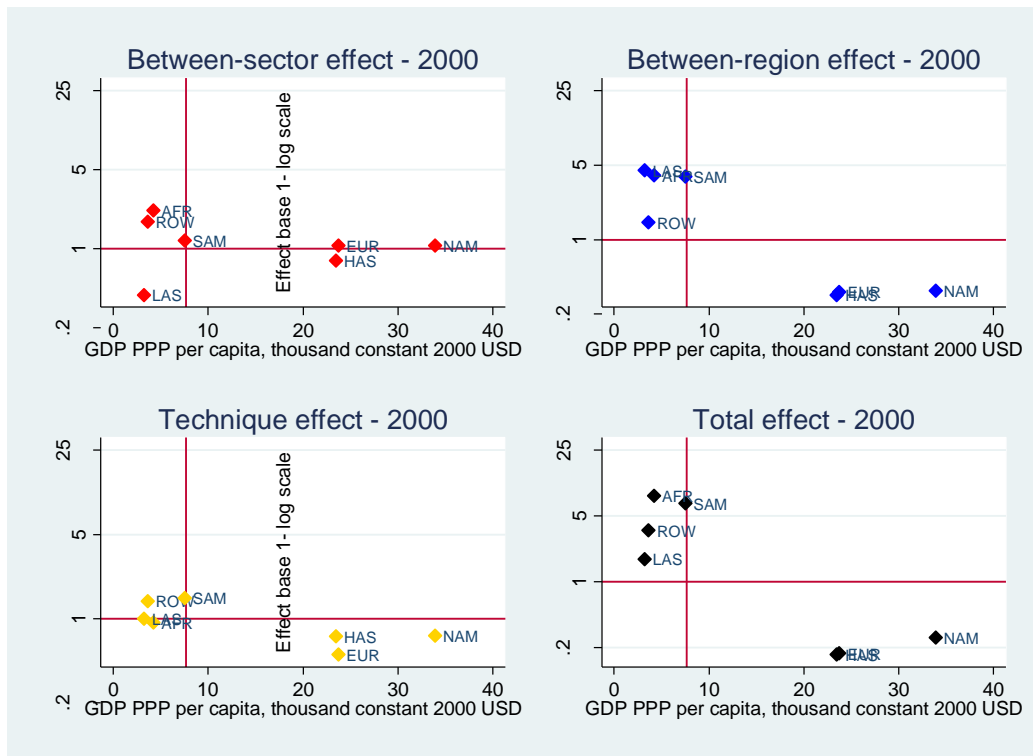 Between-sector effect - 2000
25
5
1
.2
Effect base 1- log scale
AFR
ROW
SAM
LAS
EUR
HAS
NAM
0 10 20 30 40
GDP PPP per capita, thousand constant 2000 USD
Between-region effect - 2000
25
5
1
.2
LAS
AFR
SAM
ROW
EUR
HAS
NAM
0 10 20 30 40
GDP PPP per capita, thousand constant 2000 USD
Technique effect - 2000
25
5
1
.2
Effect base 1- log scale
ROW
SAM
LAS
AFR
HAS
NAM
EUR
0 10 20 30 40
GDP PPP per capita, thousand constant 2000 USD
Total effect - 2000
25
5
1
.2
AFR
SAM
ROW
LAS
NAM
EUR
HAS
0 10 20 30 40
GDP PPP per capita, thousand constant 2000 USD